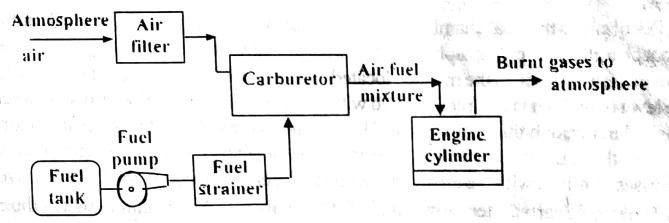 Atmosphere
air
Air
filter
Carburetor
Air fuel
mixture
Burnt gases to
atmosphere
Engine
cylinder
Fuel
pump
Fuel
tank
Fuel
strainer